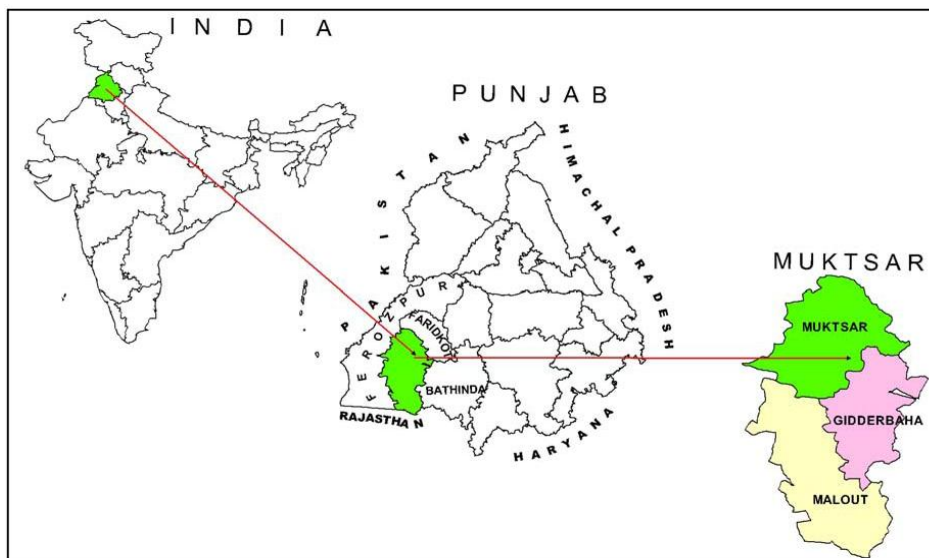 INDIA
PUNJAB
PAKISTAN
HIMACHAL PRADESH
FEROZPUR
FARIDKOT
BATHINDA
RAJASTHAN
HARYANA
MUKTSAR
MUKTSAR
GIDDERBAHA
MALOUT